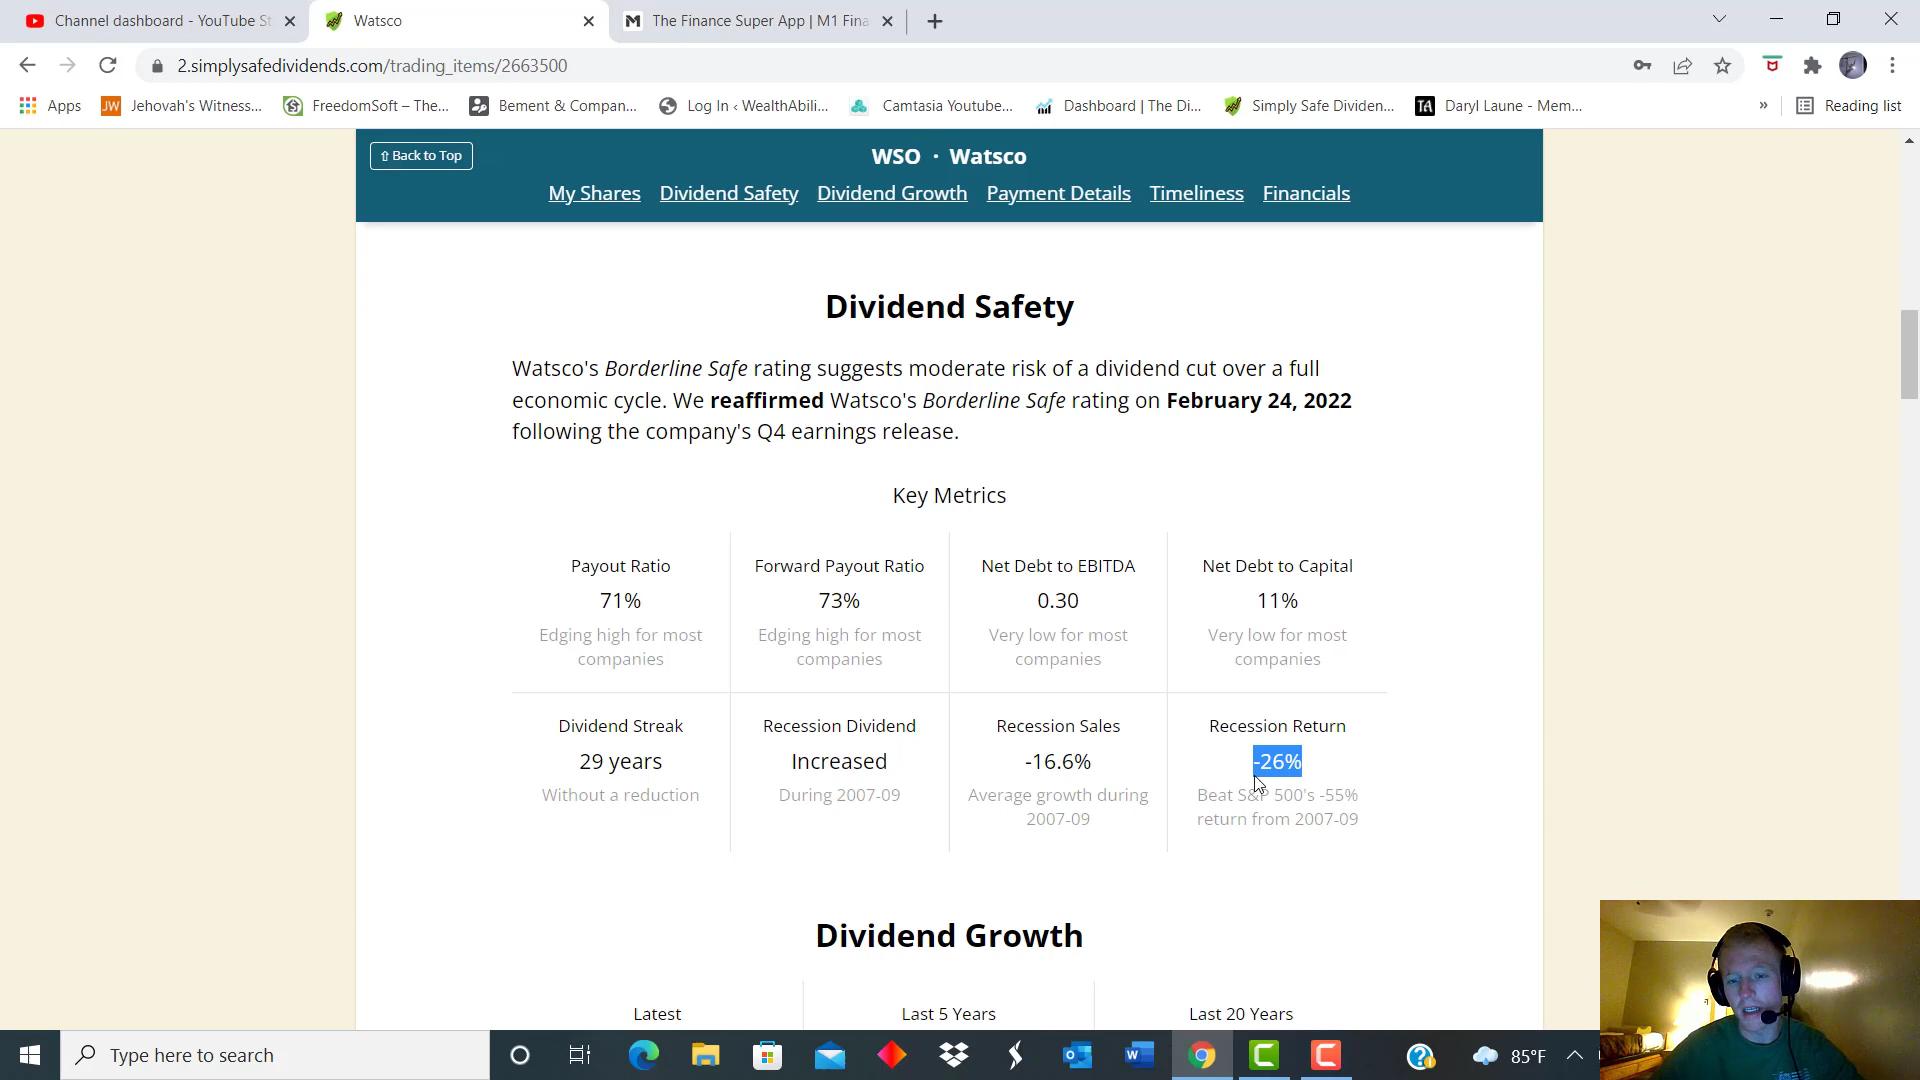 Channel dashboard - YouTube St
Watsco
The Finance Super App | M1 Fina
2.simplysafedividends.com/trading_items/2663500
Apps
JW
Jehovah's Witness...
FreedomSoft – The...
Bement & Compan...
Log In ‹ WealthAbili...
Camtasia Youtube...
Dashboard | The Di...
Simply Safe Dividen...
TA
Daryl Laune - Mem...
»
Reading list
⇧ Back to Top
WSO · Watsco
My Shares Dividend Safety Dividend Growth Payment Details Timeliness Financials
Dividend Safety
Watsco's Borderline Safe rating suggests moderate risk of a dividend cut over a full
economic cycle. We reaffirmed Watsco's Borderline Safe rating on February 24, 2022
following the company's Q4 earnings release.
Key Metrics
Payout Ratio
71%
Edging high for most
companies
Forward Payout Ratio
73%
Edging high for most
companies
Net Debt to EBITDA
0.30
Very low for most
companies
Net Debt to Capital
11%
Very low for most
companies
Dividend Streak
29 years
Without a reduction
Recession Dividend
Increased
During 2007-09
Recession Sales
-16.6%
Average growth during
2007-09
Recession Return
-26%
Beat S&P 500's -55%
return from 2007-09
Dividend Growth
Latest
Last 5 Years
Last 20 Years
Type here to search
85°F